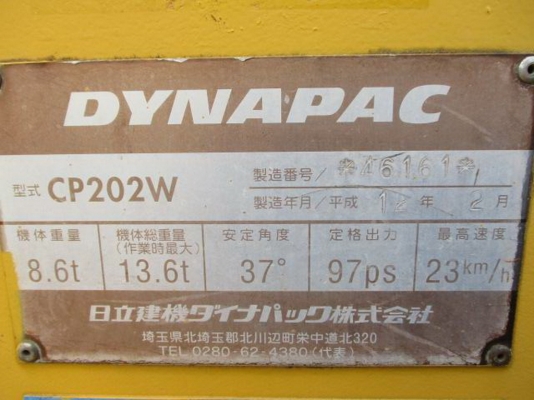 DYNAPAC
型式 CP202W
製造番号/ *46161*
製造年月/平成 12 年 2 月
機体重量 機体総重量(作業時最大) 安定角度 定格出力 最高速度
8.6t 13.6t 37° 97ps 23km/h
日立建機ダイナパック株式会社
埼玉県北埼玉郡北川辺町栄中道北320
TEL 0280-62-4380(代表)